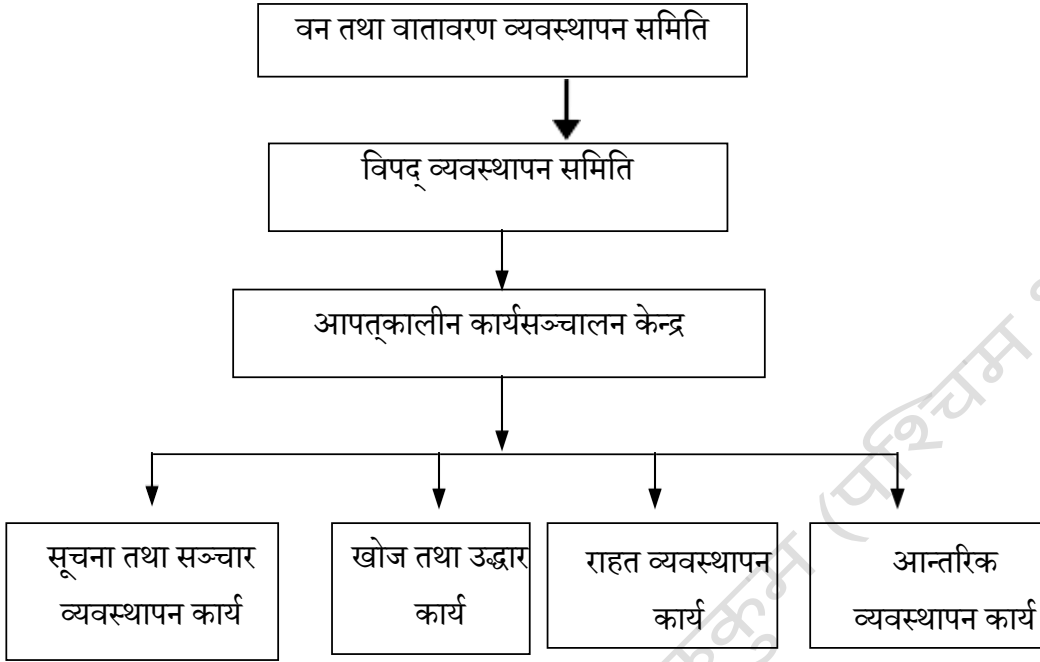 वन तथा वातावरण व्यवस्थापन समिति
विपद् व्यवस्थापन समिति
आपत्‌कालीन कार्यसञ्चालन केन्द्र
सूचना तथा सञ्चार
व्यवस्थापन कार्य
खोज तथा उद्धार
कार्य
राहत व्यवस्थापन
कार्य
आन्तरिक
व्यवस्थापन कार्य
(पश्चिम